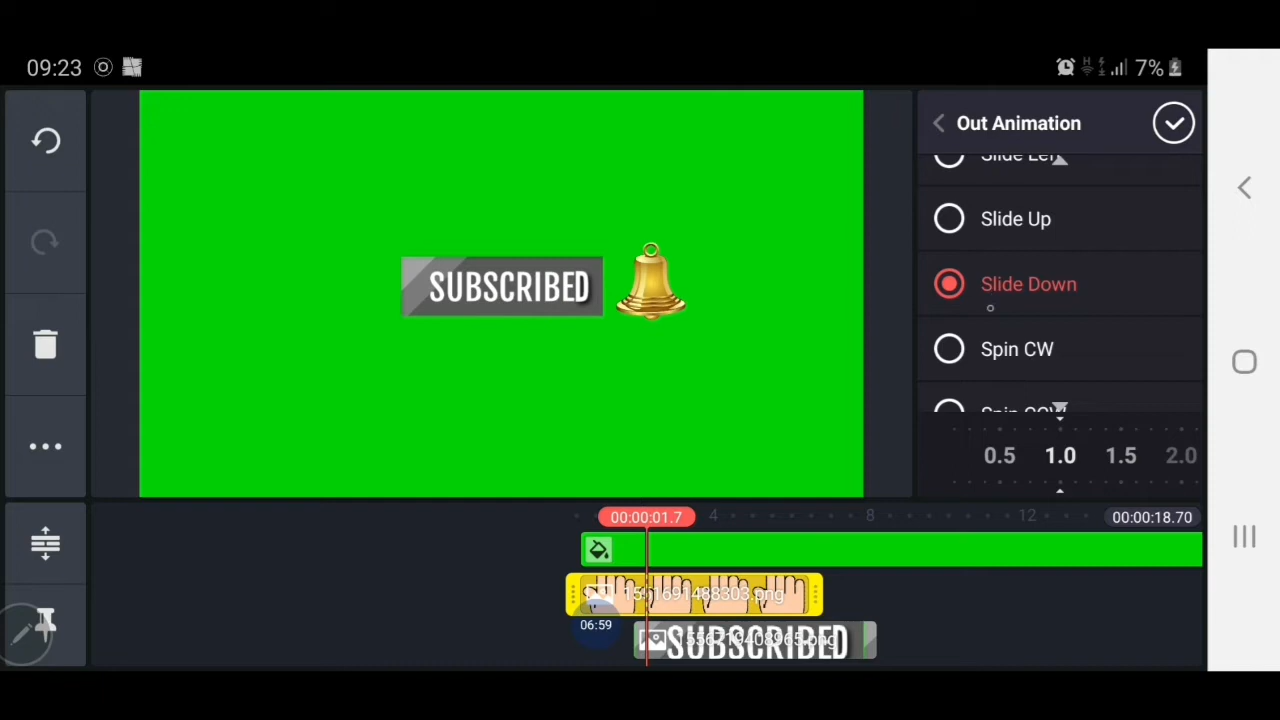 09:23
7%
Out Animation
Slide Left
Slide Up
Slide Down
Spin CW
Spin CCW
0.5 1.0 1.5 2.0
SUBSCRIBED
00:00:01.7 4 8 12 00:00:18.70
1551691488303.png
06:59
SUBSCRIBED